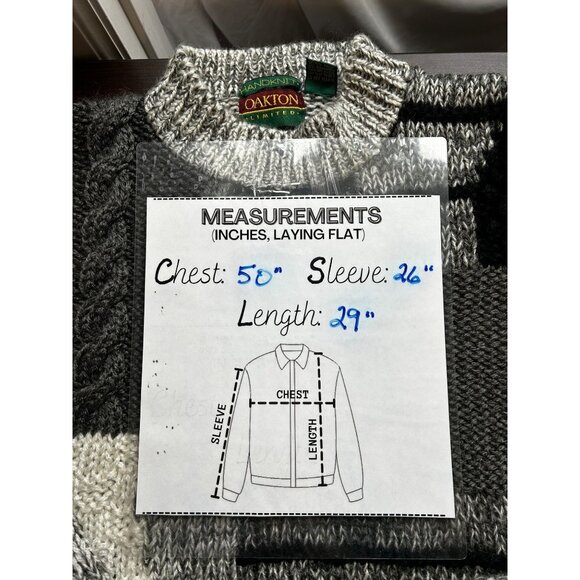 HANDKNIT
OAKTON
LIMITED
MEASUREMENTS
(INCHES, LAYING FLAT)
Chest: 50" Sleeve: 26"
Length: 29"
CHEST
SLEEVE
LENGTH